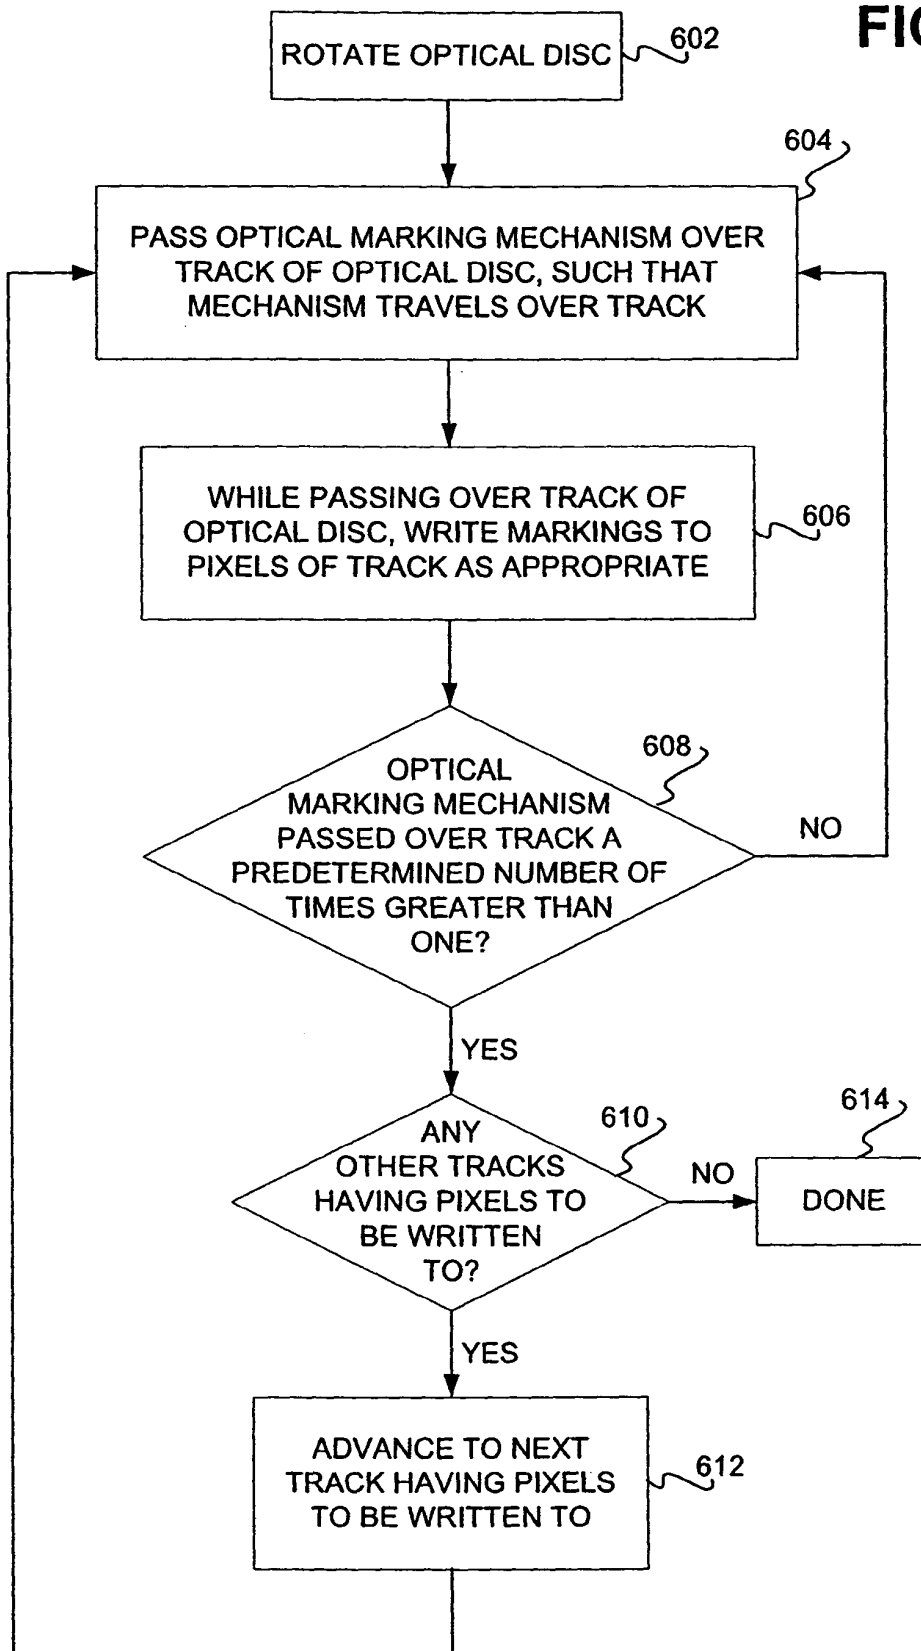 FIG
ROTATE OPTICAL DISC
602
604
PASS OPTICAL MARKING MECHANISM OVER
TRACK OF OPTICAL DISC, SUCH THAT
MECHANISM TRAVELS OVER TRACK
WHILE PASSING OVER TRACK OF
OPTICAL DISC, WRITE MARKINGS TO
PIXELS OF TRACK AS APPROPRIATE
606
608
OPTICAL
MARKING MECHANISM
PASSED OVER TRACK A
PREDETERMINED NUMBER OF
TIMES GREATER THAN
ONE?
NO
YES
610
ANY
OTHER TRACKS
HAVING PIXELS TO
BE WRITTEN
TO?
NO
614
DONE
YES
ADVANCE TO NEXT
TRACK HAVING PIXELS
TO BE WRITTEN TO
612